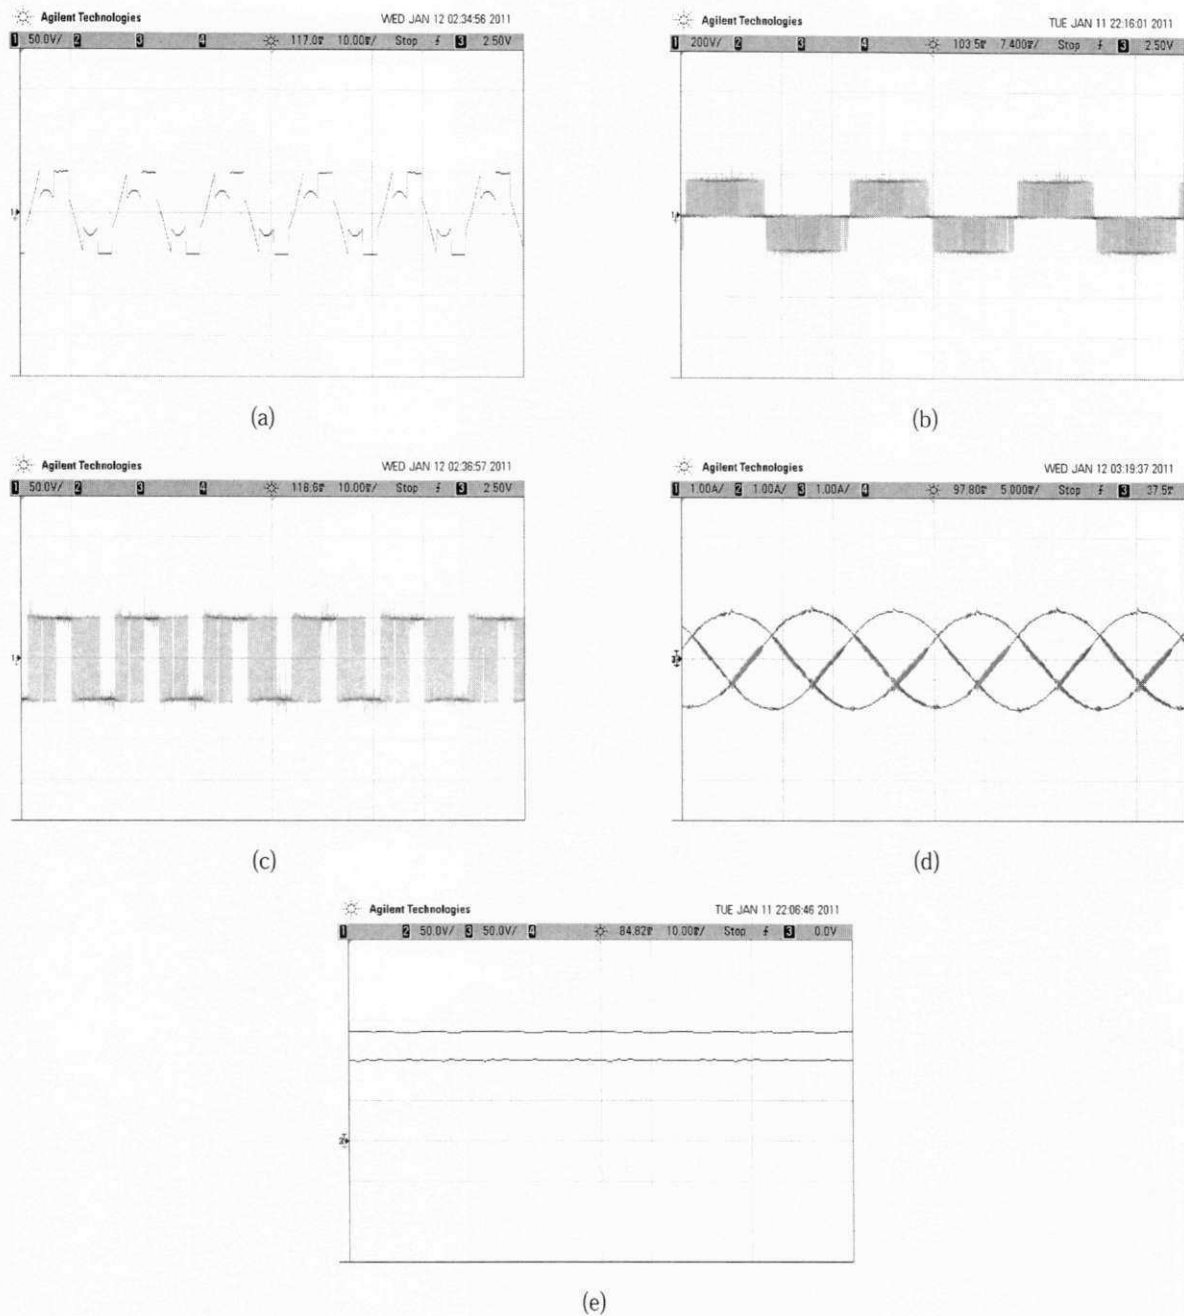 Agilent Technologies WED JAN 12 02:34:56 2011
1 50.0V/ 2 3 4 117.0▼ 10.00▼/ Stop 3 2.50V
(a)
Agilent Technologies TUE JAN 11 22:16:01 2011
1 200V/ 2 3 4 103.5▼ 7.400▼/ Stop 3 2.50V
(b)
Agilent Technologies WED JAN 12 02:36:57 2011
1 50.0V/ 2 3 4 118.6▼ 10.00▼/ Stop 3 2.50V
(c)
Agilent Technologies WED JAN 12 03:19:37 2011
1 1.00A/ 2 1.00A/ 3 1.00A/ 4 97.80▼ 5.000▼/ Stop 3 37.5▼
(d)
Agilent Technologies TUE JAN 11 22:06:46 2011
1 2 50.0V/ 3 50.0V/ 4 84.82▼ 10.00▼/ Stop 3 0.0V
(e)